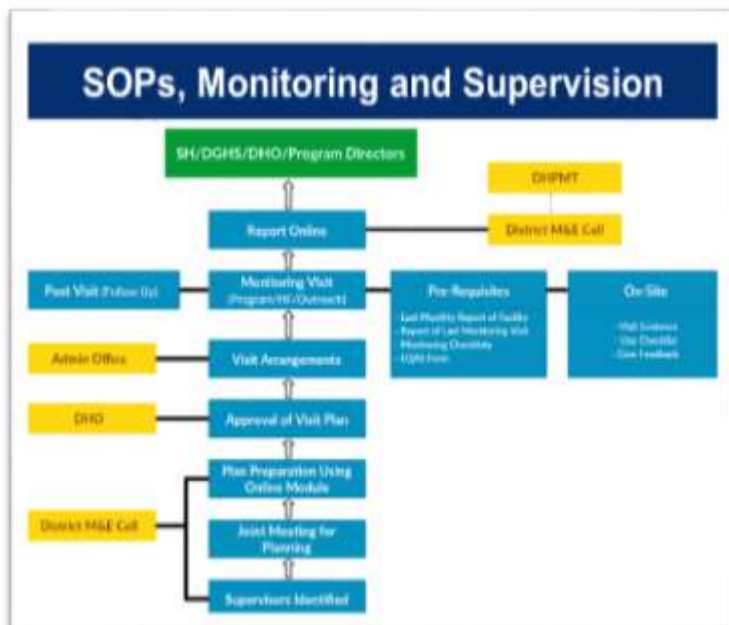 SOPs, Monitoring and Supervision
SH/DGHS/DHO/Program Directors
DHPMT
Report Online
District M&E Cell
Post Visit (Follow Up)
Monitoring Visit
(Program/HF/Outreach)
Pre-Requisites
- Last Monthly Report of Facility
- Report of Last Monitoring Visit
- Monitoring Checklists
On-Site
- Use Checklist
- Give Feedback
Admin Office
Visit Arrangements
DHO
Approval of Visit Plan
Plan Preparation Using
Online Module
District M&E Cell
Joint Meeting for
Planning
Supervisors Identified